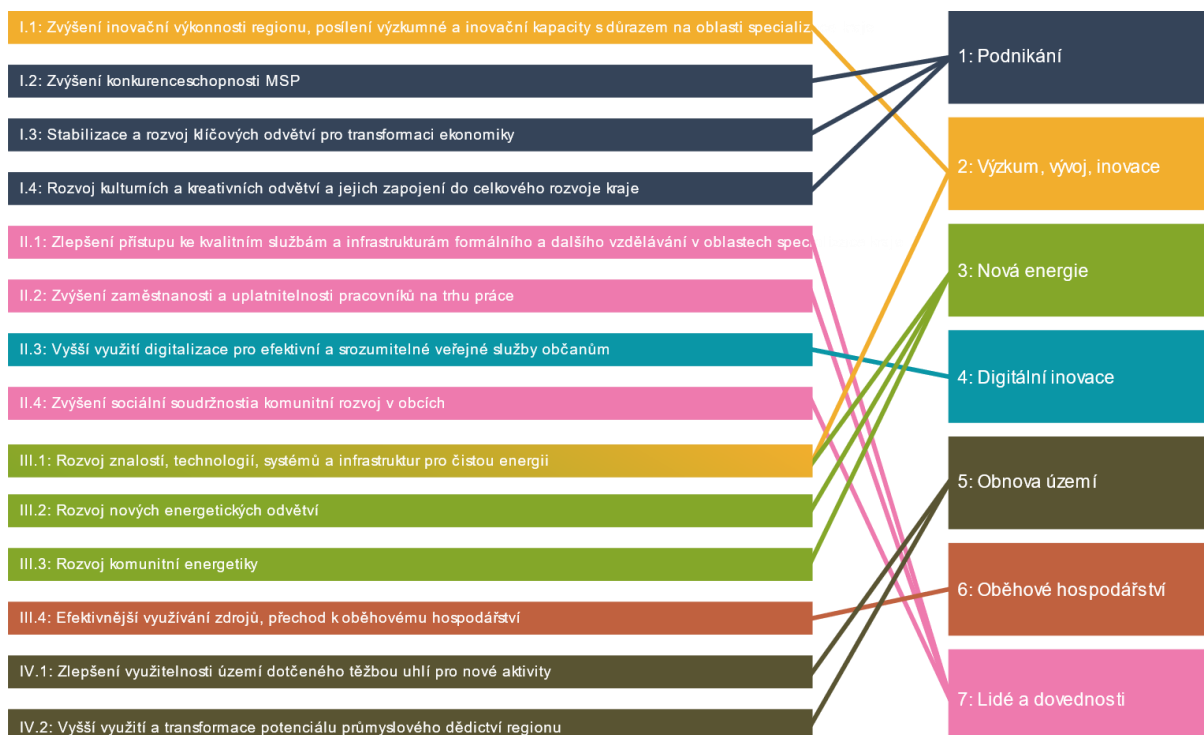 I.1: Zvýšení inovační výkonnosti regionu, posílení výzkumné a inovační kapacity s důrazem na oblasti
I.2: Zvýšení konkurenceschopnosti MSP
I.3: Stabilizace a rozvoj klíčových odvětví pro transformaci ekonomiky
I.4: Rozvoj kulturních a kreativních odvětví a jejich zapojení do celkového rozvoje kraje
II.1: Zlepšení přístupu ke kvalitním službám a infrastrukturám formálního a dalšího vzdělávání v oblastech
II.2: Zvýšení zaměstnanosti a uplatnitelnosti pracovníků na trhu práce
II.3: Vyšší využití digitalizace pro efektivní a srozumitelné veřejné služby občanům
II.4: Zvýšení sociální soudržnostia komunitní rozvoj v obcích
III.1: Rozvoj znalostí, technologií, systémů a infrastruktur pro čistou energii
III.2: Rozvoj nových energetických odvětví
III.3: Rozvoj komunitní energetiky
III.4: Efektivnější využívání zdrojů, přechod k oběhovému hospodářství
IV.1: Zlepšení využitelnosti území dotčeného těžbou uhlí pro nové aktivity
IV.2: Vyšší využití a transformace potenciálu průmyslového dědictví regionu
1: Podnikání
2: Výzkum, vývoj, inovace
3: Nová energie
4: Digitální inovace
5: Obnova území
6: Oběhové hospodářství
7: Lidé a dovednosti